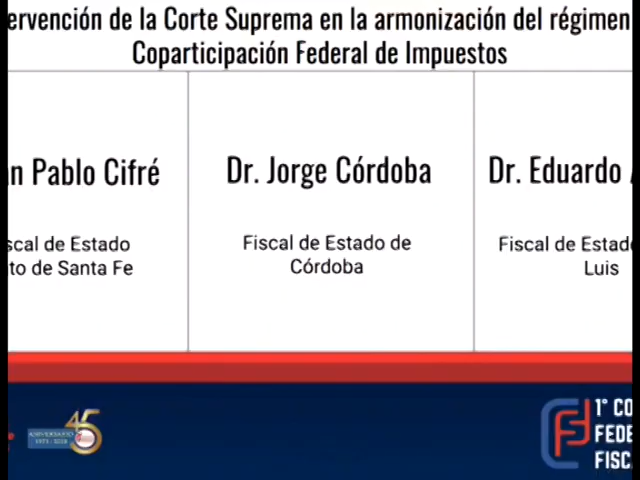 ervención de la Corte Suprema en la armonización del régimen
Coparticipación Federal de Impuestos
n Pablo Cifré
scal de Estado
to de Santa Fe
Dr. Jorge Córdoba
Fiscal de Estado de
Córdoba
Dr. Eduardo
Fiscal de Estad
Luis
45
ANIVERSARIO
1° CO
FEDE
FISC